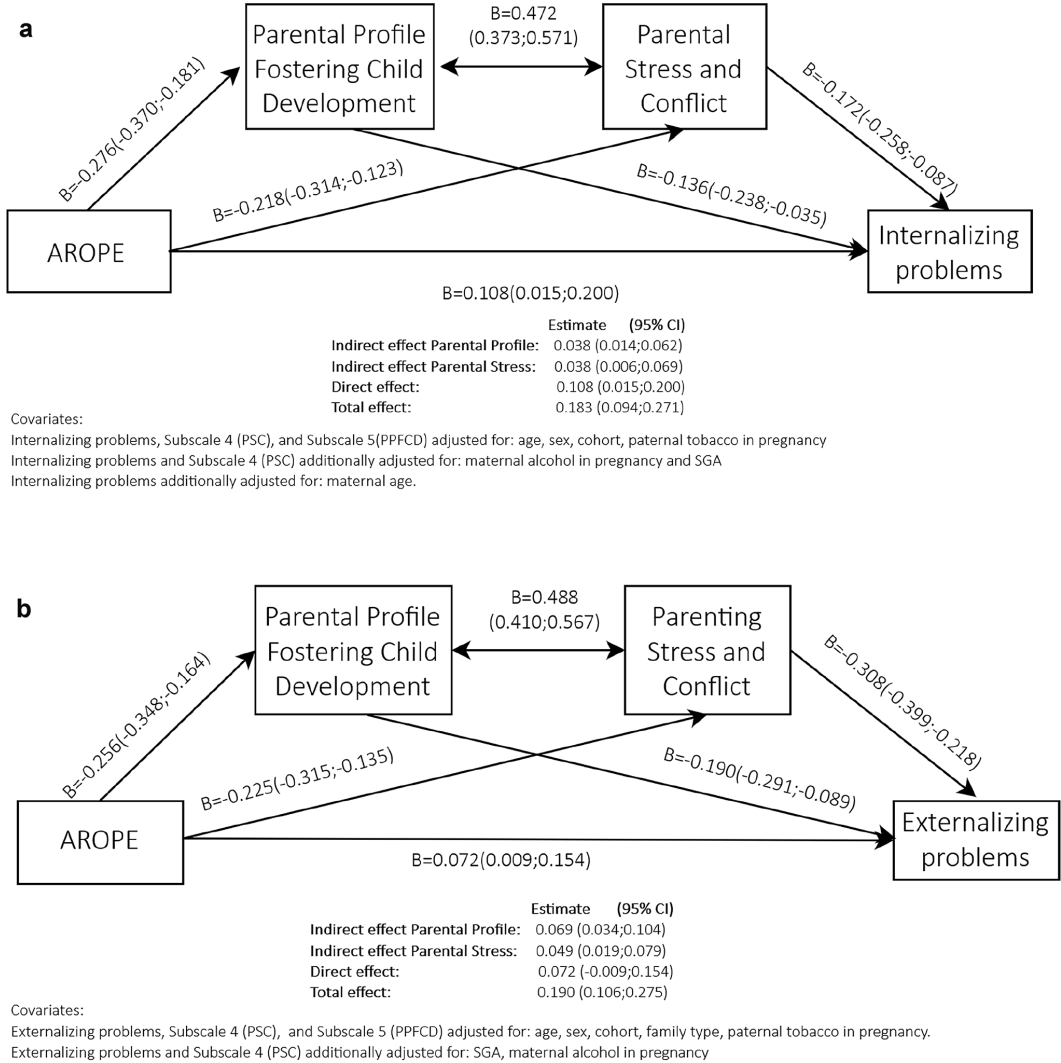 a
Parental Profile
Fostering Child
Development
B=0.472
(0.373;0.571)
Parental
Stress and
Conflict
B=-0.276(-0.370;-0.181)
B=-0.218(-0.314;-0.123)
B=-0.136(-0.238;-0.035)
B=-0.172(-0.258;-0.087)
AROPE
Internalizing
problems
B=0.108(0.015;0.200)
Estimate (95% CI)
Indirect effect Parental Profile: 0.038 (0.014;0.062)
Indirect effect Parental Stress: 0.038 (0.006;0.069)
Direct effect: 0.108 (0.015;0.200)
Total effect: 0.183 (0.094;0.271)
Covariates:
Internalizing problems, Subscale 4 (PSC), and Subscale 5(PPFCD) adjusted for: age, sex, cohort, paternal tobacco in pregnancy
Internalizing problems and Subscale 4 (PSC) additionally adjusted for: maternal alcohol in pregnancy and SGA
Internalizing problems additionally adjusted for: maternal age.
b
Parental Profile
Fostering Child
Development
B=0.488
(0.410;0.567)
Parenting
Stress and
Conflict
B=-0.256(-0.348;-0.164)
B=-0.225(-0.315;-0.135)
B=-0.190(-0.291;-0.089)
B=-0.308(-0.399;-0.218)
AROPE
Externalizing
problems
B=0.072(0.009;0.154)
Estimate (95% CI)
Indirect effect Parental Profile: 0.069 (0.034;0.104)
Indirect effect Parental Stress: 0.049 (0.019;0.079)
Direct effect: 0.072 (-0.009;0.154)
Total effect: 0.190 (0.106;0.275)
Covariates:
Externalizing problems, Subscale 4 (PSC), and Subscale 5 (PPFCD) adjusted for: age, sex, cohort, family type, paternal tobacco in pregnancy.
Externalizing problems and Subscale 4 (PSC) additionally adjusted for: SGA, maternal alcohol in pregnancy